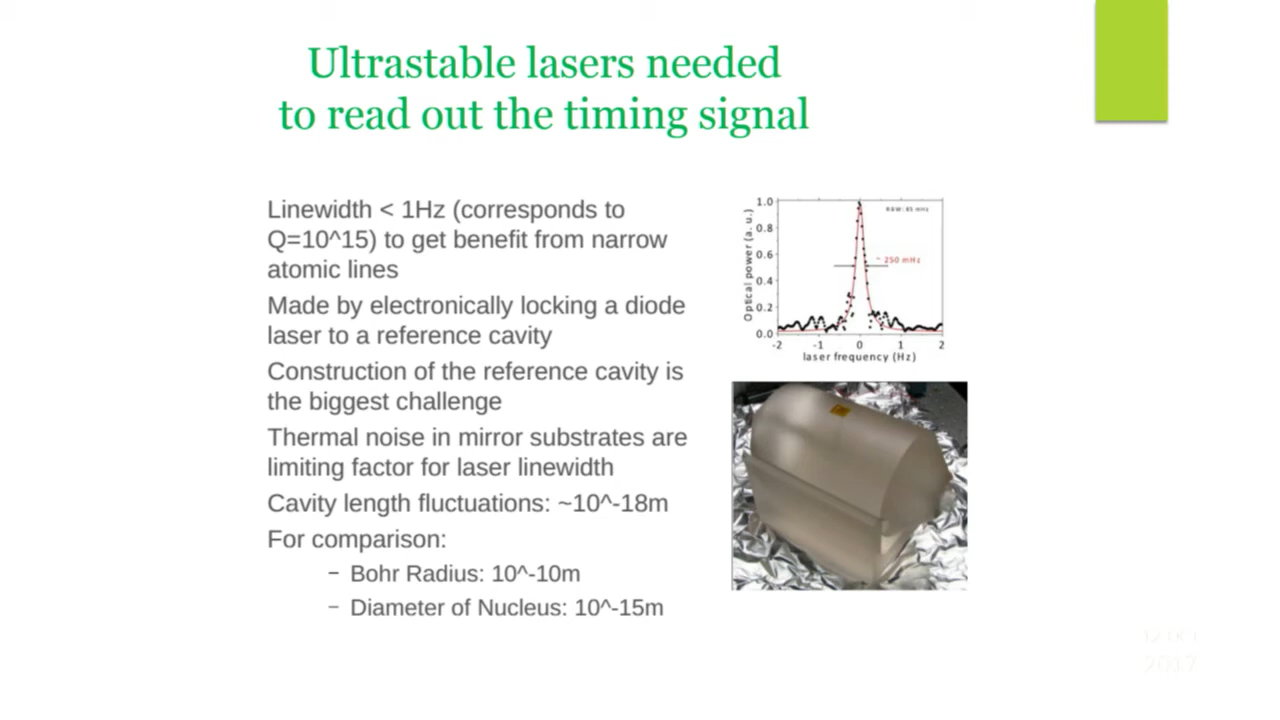 Ultrastable lasers needed
to read out the timing signal
Linewidth < 1Hz (corresponds to
Q=10^15) to get benefit from narrow
atomic lines
Made by electronically locking a diode
laser to a reference cavity
Construction of the reference cavity is
the biggest challenge
Thermal noise in mirror substrates are
limiting factor for laser linewidth
Cavity length fluctuations: ~10^-18m
For comparison:
− Bohr Radius: 10^-10m
− Diameter of Nucleus: 10^-15m
Optical power (a. u.)
1.0
0.8
0.6
0.4
0.2
0.0
~ 250 mHz
-2 -1 0 1 2
laser frequency (Hz)
2017